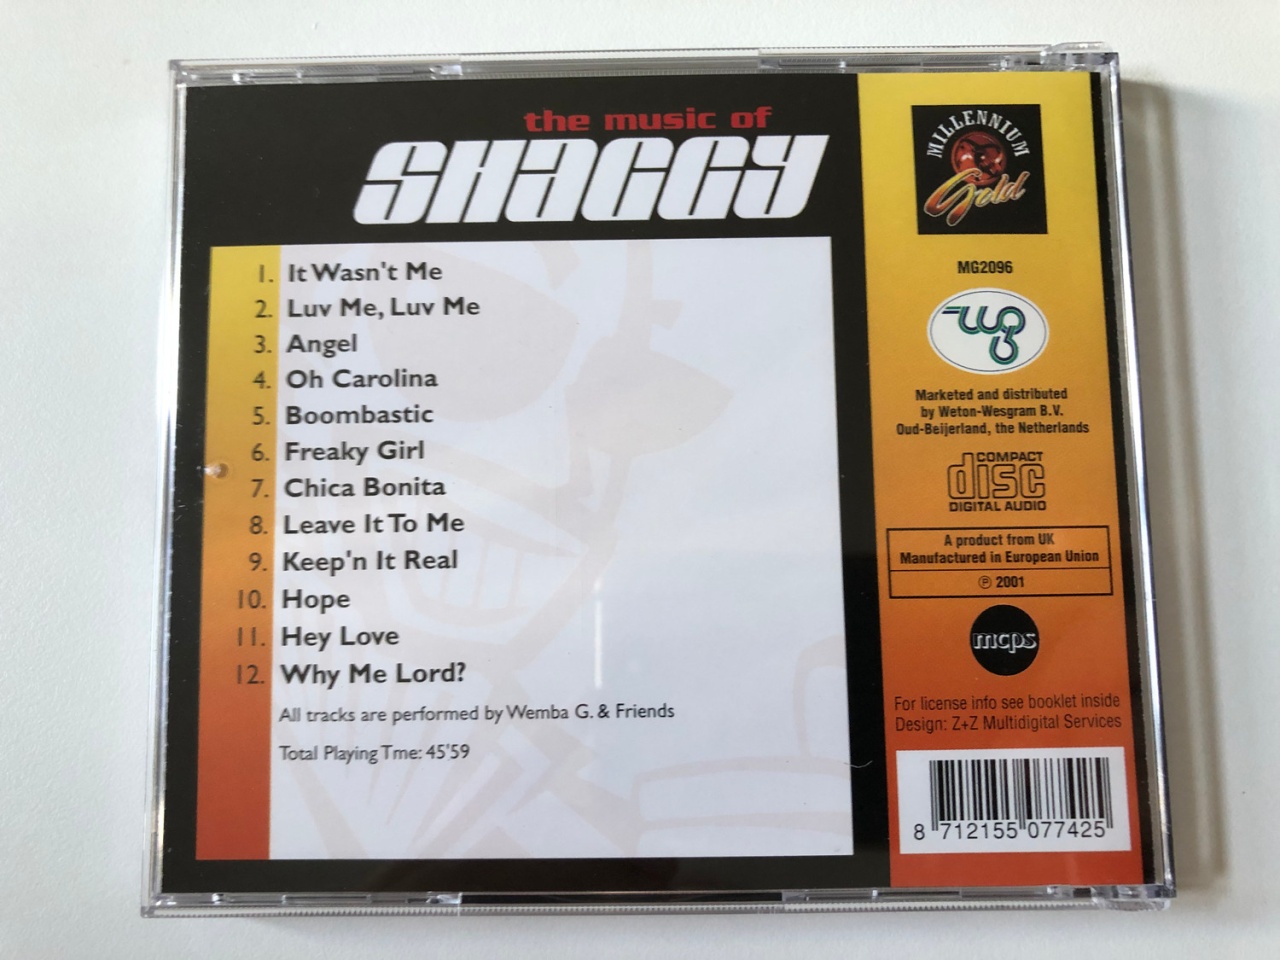 the music of
SHAGGY
1. It Wasn't Me
2. Luv Me, Luv Me
3. Angel
4. Oh Carolina
5. Boombastic
6. Freaky Girl
7. Chica Bonita
8. Leave It To Me
9. Keep'n It Real
10. Hope
11. Hey Love
12. Why Me Lord?
All tracks are performed by Wemba G. & Friends
Total Playing Tme: 45'59
MILLENNIUM
Gold
MG2096
Marketed and distributed
by Weton-Wesgram B.V.
Oud-Beijerland, the Netherlands
COMPACT
disc
DIGITAL AUDIO
A product from UK
Manufactured in European Union
℗ 2001
mcps
For license info see booklet inside
Design: Z+Z Multidigital Services
8 712155 077425